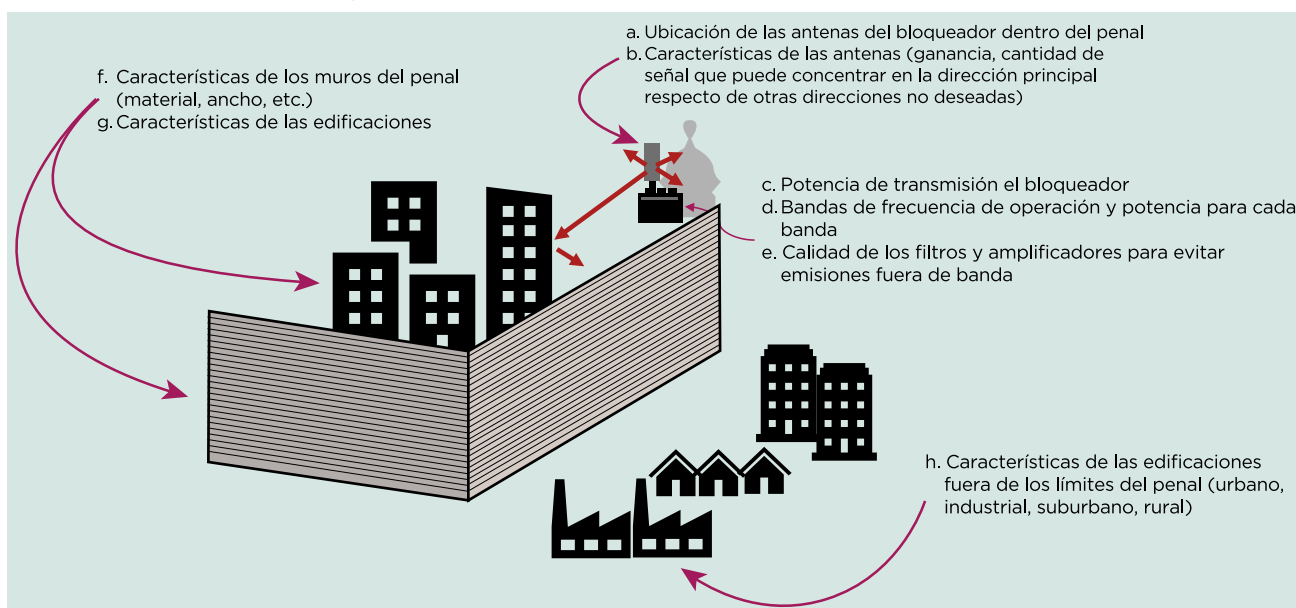 a. Ubicación de las antenas del bloqueador dentro del penal
b. Características de las antenas (ganancia, cantidad de
señal que puede concentrar en la dirección principal
respecto de otras direcciones no deseadas)
f. Características de los muros del penal
(material, ancho, etc.)
g. Características de las edificaciones
c. Potencia de transmisión el bloqueador
d. Bandas de frecuencia de operación y potencia para cada
banda
e. Calidad de los filtros y amplificadores para evitar
emisiones fuera de banda
h. Características de las edificaciones
fuera de los límites del penal (urbano,
industrial, suburbano, rural)